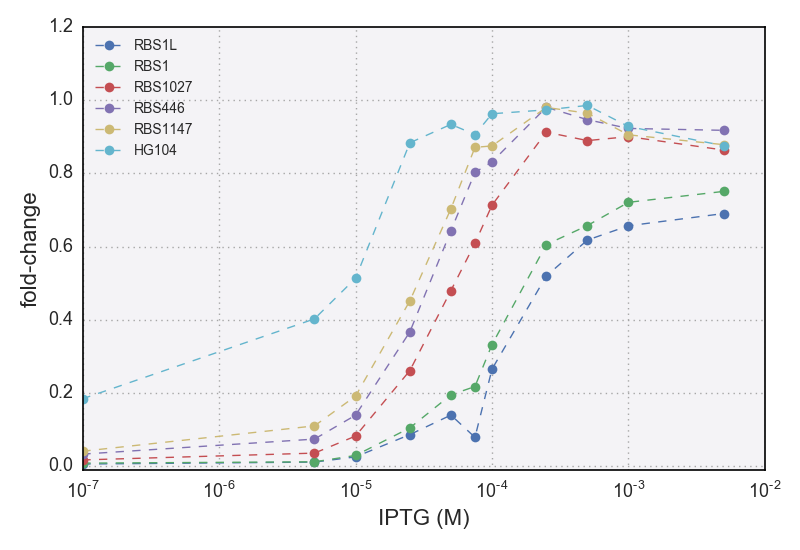 1.2
1.0
0.8
0.6
0.4
0.2
0.0
fold-change
RBS1L
RBS1
RBS1027
RBS446
RBS1147
HG104
10⁻⁷ 10⁻⁶ 10⁻⁵ 10⁻⁴ 10⁻³ 10⁻²
IPTG (M)